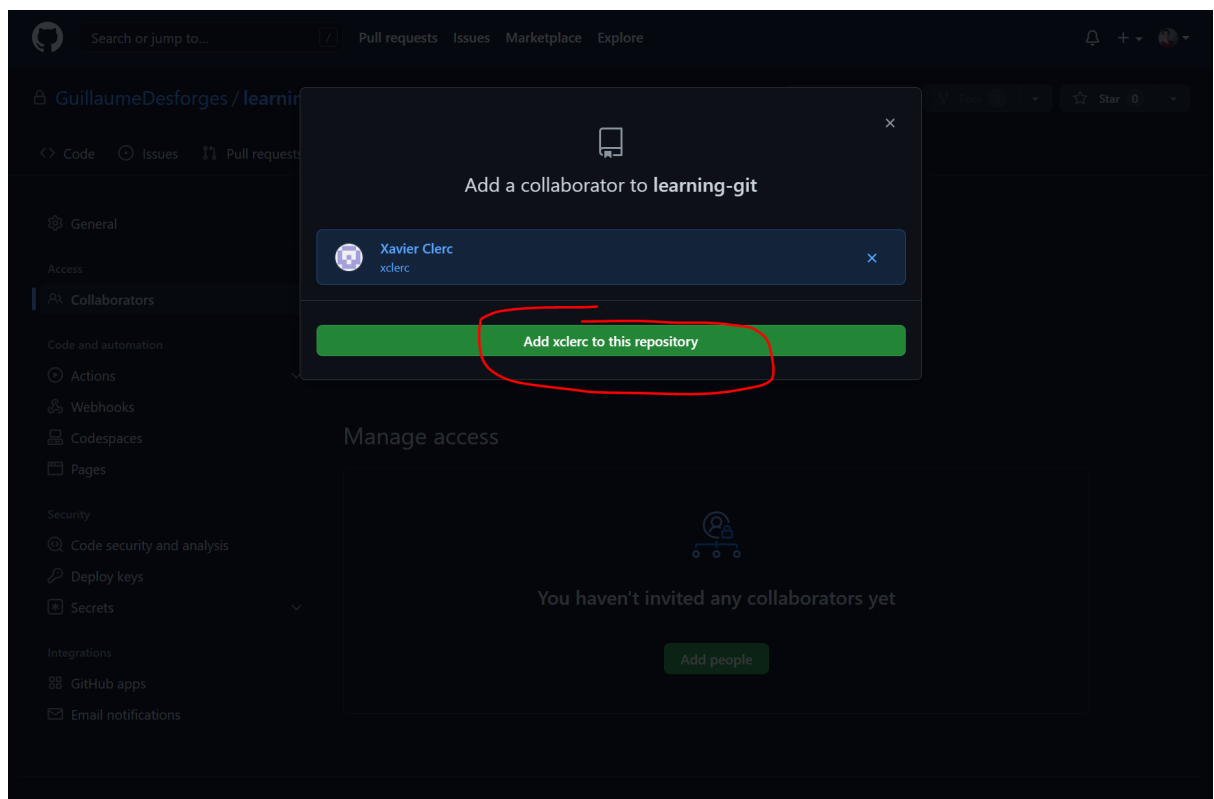 Search or jump to... / Pull requests Issues Marketplace Explore
GuillaumeDesforges / learnin
Star 0
Code Issues Pull requests
Add a collaborator to learning-git
Xavier Clerc
xclerc
Add xclerc to this repository
General
Access
Collaborators
Code and automation
Actions
Webhooks
Codespaces
Pages
Security
Code security and analysis
Deploy keys
Secrets
Integrations
GitHub apps
Email notifications
Manage access
You haven't invited any collaborators yet
Add people